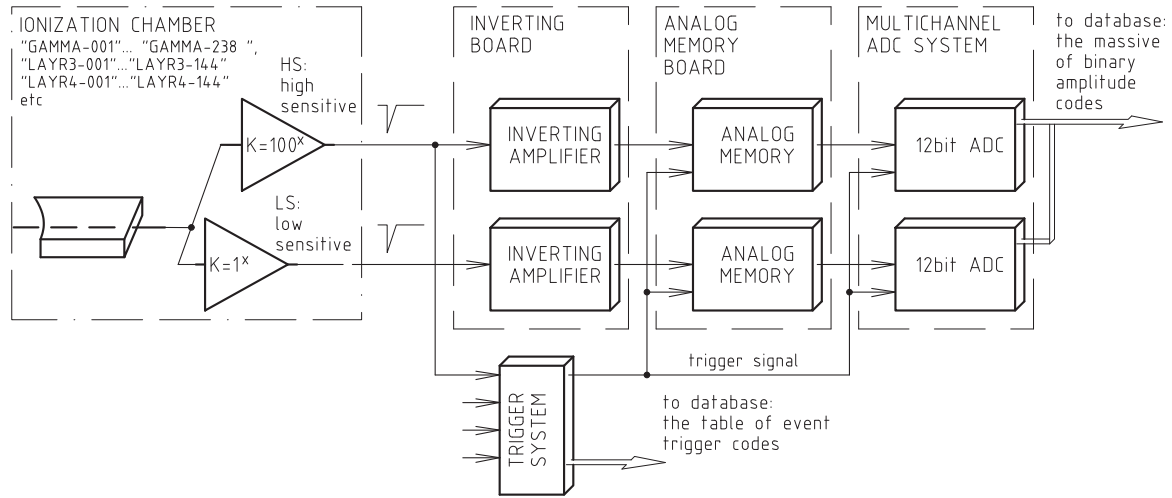 IONIZATION CHAMBER
"GAMMA-001"... "GAMMA-238 ",
"LAYR3-001"..."LAYR3-144"
"LAYR4-001"..."LAYR4-144"
etc
HS:
high
sensitive
K=100x
LS:
low
sensitive
K=1x
INVERTING
BOARD
INVERTING
AMPLIFIER
INVERTING
AMPLIFIER
ANALOG
MEMORY
BOARD
ANALOG
MEMORY
ANALOG
MEMORY
MULTICHANNEL
ADC SYSTEM
12bit ADC
12bit ADC
to database:
the massive
of binary
amplitude
codes
trigger signal
TRIGGER
SYSTEM
to database:
the table of event
trigger codes